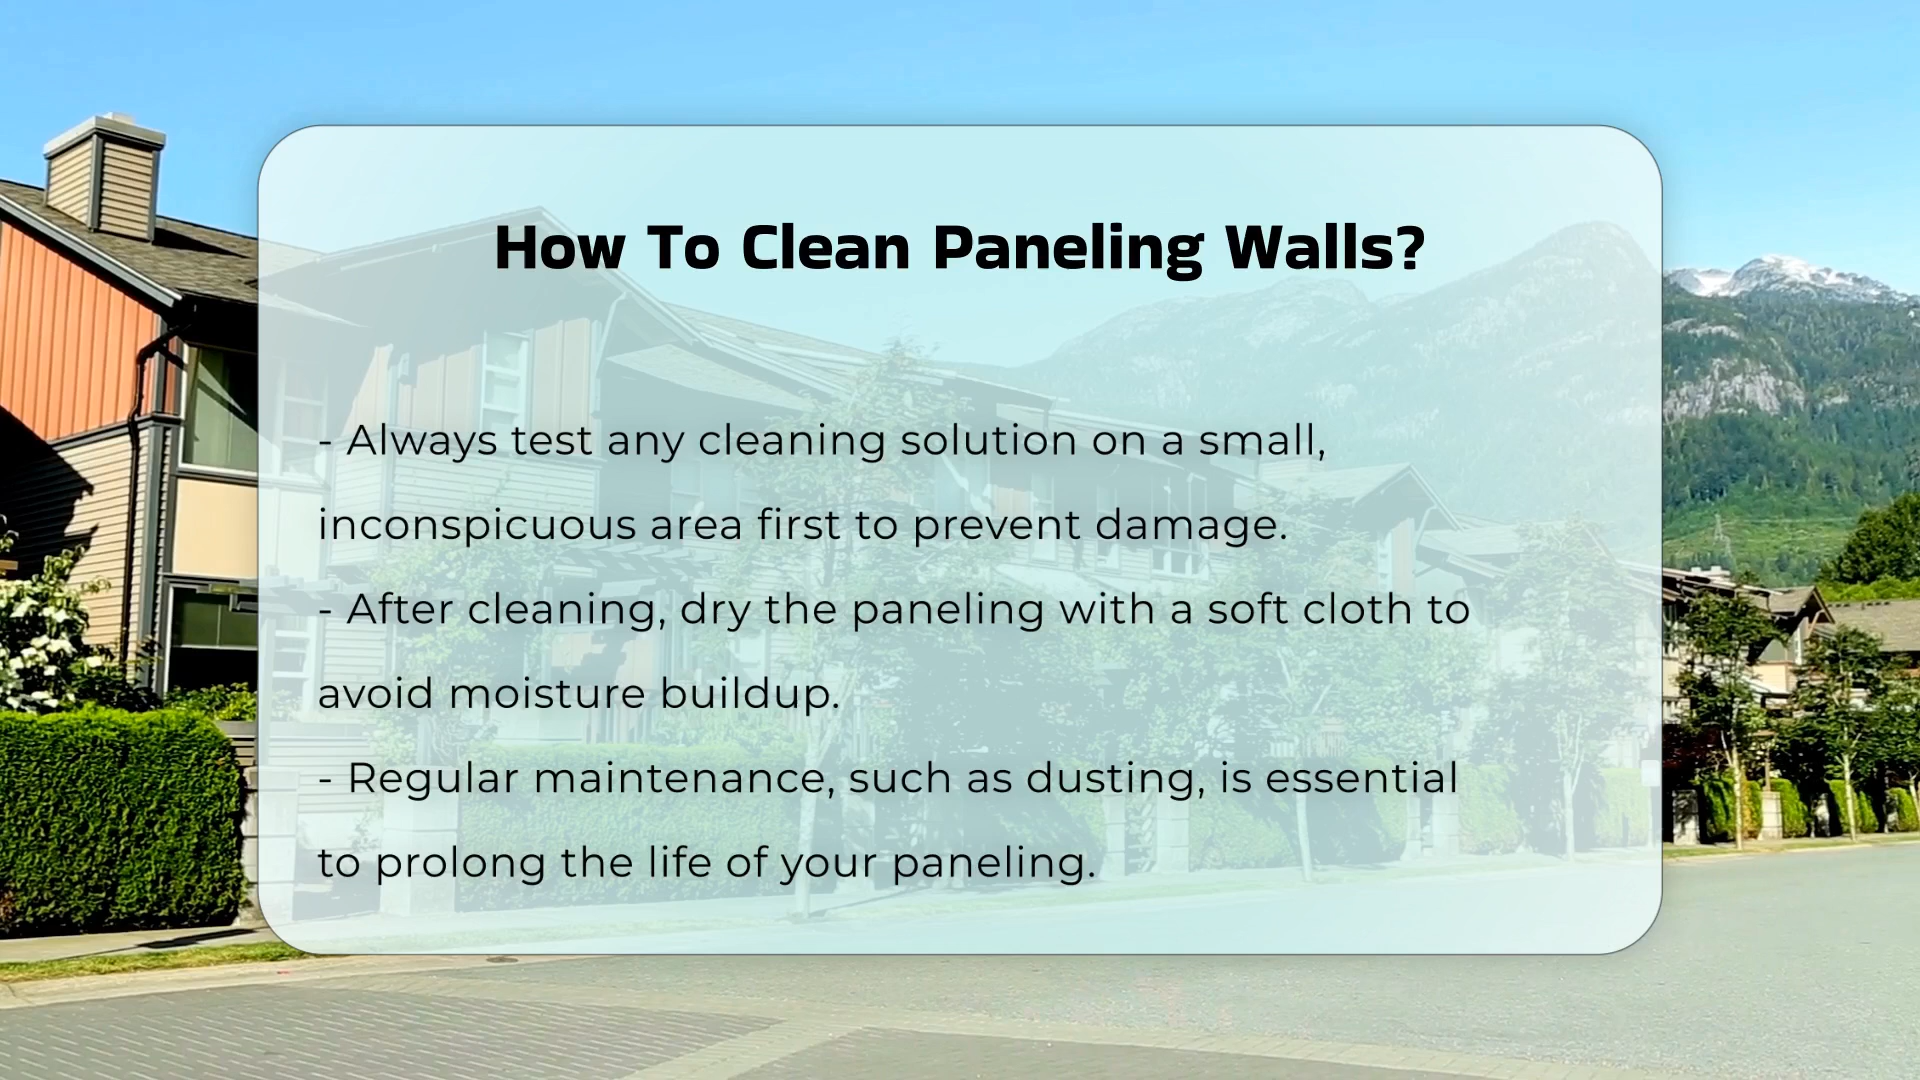 How To Clean Paneling Walls?
- Always test any cleaning solution on a small,
inconspicuous area first to prevent damage.
- After cleaning, dry the paneling with a soft cloth to
avoid moisture buildup.
- Regular maintenance, such as dusting, is essential
to prolong the life of your paneling.